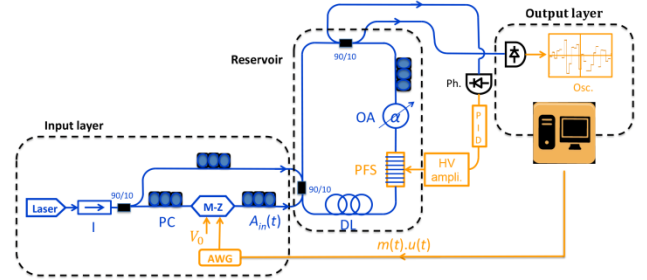 Output layer
90/10
Reservoir
Ph.
Osc.
OA
α
PID
Input layer
PFS
HV
ampli.
90/10
90/10
Laser
I
PC
M-Z
A_in(t)
DL
V_0
AWG
m(t).u(t)